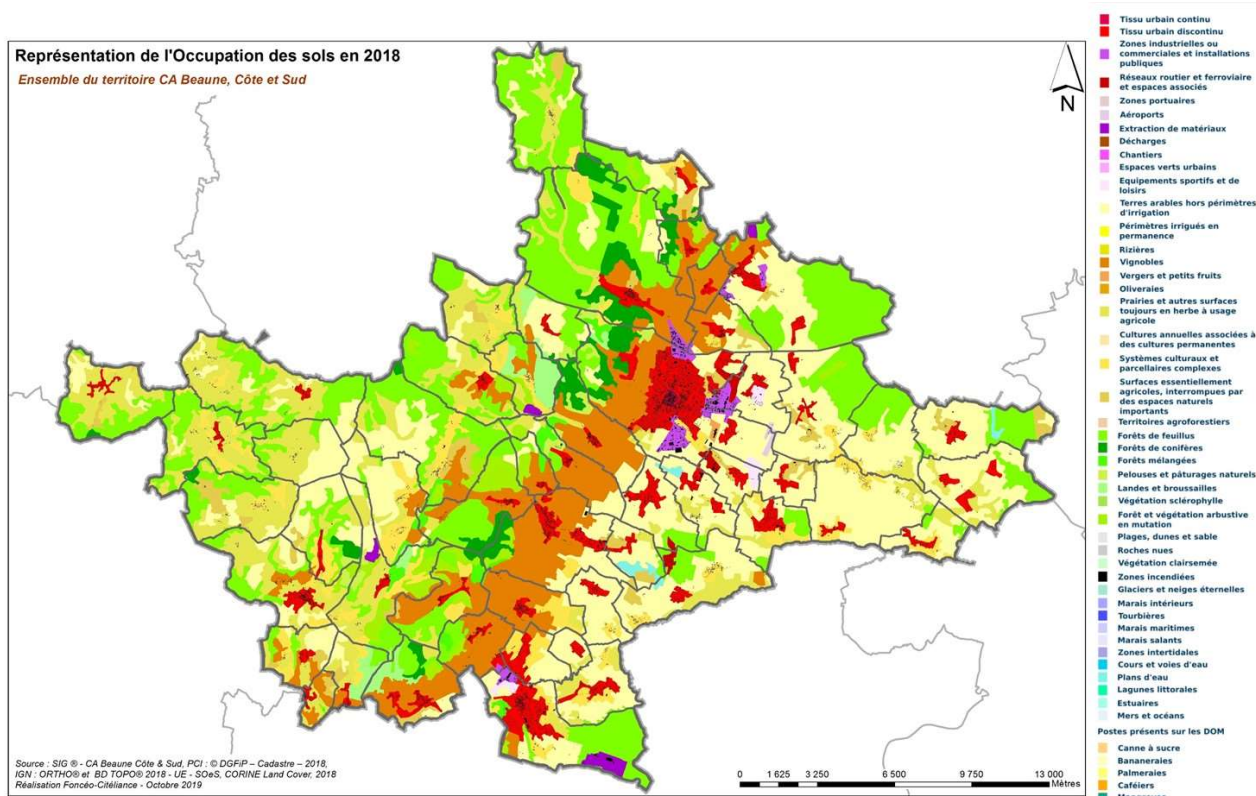 Représentation de l'Occupation des sols en 2018
Ensemble du territoire CA Beaune, Côte et Sud
N
Source : SIG ® - CA Beaune Côte & Sud, PCI : © DGFiP – Cadastre – 2018,
IGN : ORTHO® et BD TOPO® 2018 - UE - SOeS, CORINE Land Cover, 2018
Réalisation Foncéo-Citéliance - Octobre 2019
0 1 625 3 250 6 500 9 750 13 000
Mètres
Tissu urbain continu
Tissu urbain discontinu
Zones industrielles ou
commerciales et installations
publiques
Réseaux routier et ferroviaire
et espaces associés
Zones portuaires
Aéroports
Extraction de matériaux
Décharges
Chantiers
Espaces verts urbains
Equipements sportifs et de
loisirs
Terres arables hors périmètres
d'irrigation
Périmètres irrigués en
permanence
Rizières
Vignobles
Vergers et petits fruits
Oliveraies
Prairies et autres surfaces
toujours en herbe à usage
agricole
Cultures annuelles associées à
des cultures permanentes
Systèmes culturaux et
parcellaires complexes
Surfaces essentiellement
agricoles, interrompues par
des espaces naturels
importants
Territoires agroforestiers
Forêts de feuillus
Forêts de conifères
Forêts mélangées
Pelouses et pâturages naturels
Landes et broussailles
Végétation sclérophylle
Forêt et végétation arbustive
en mutation
Plages, dunes et sable
Roches nues
Végétation clairsemée
Zones incendiées
Glaciers et neiges éternelles
Marais intérieurs
Tourbières
Marais maritimes
Marais salants
Zones intertidales
Cours et voies d'eau
Plans d'eau
Lagunes littorales
Estuaires
Mers et océans
Postes présents sur les DOM
Canne à sucre
Bananeraies
Palmeraies
Caféiers